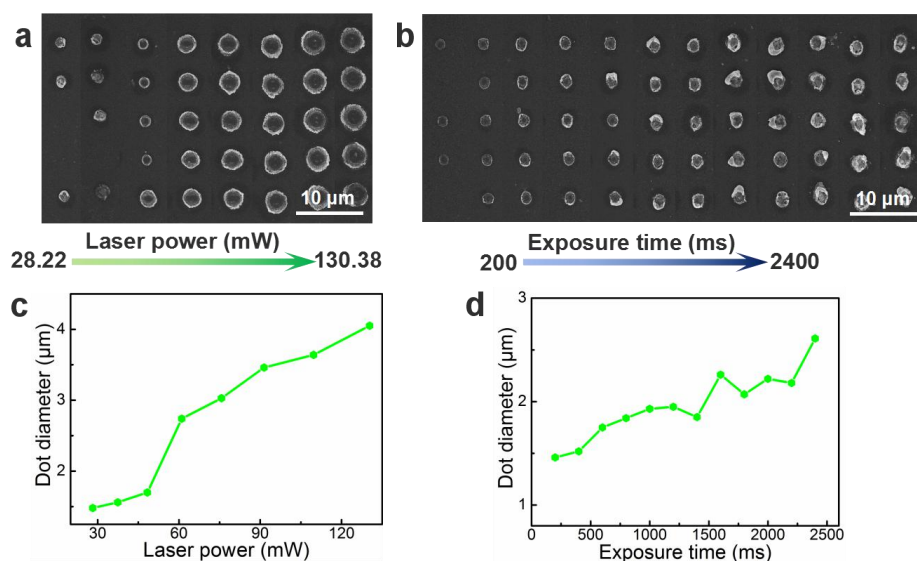 a
10 μm
b
10 μm
Laser power (mW)
28.22
130.38
Exposure time (ms)
200
2400
c
4
3
2
Dot diameter (μm)
30
60
90
120
Laser power (mW)
d
3
2
1
Dot diameter (μm)
0
500
1000
1500
2000
2500
Exposure time (ms)